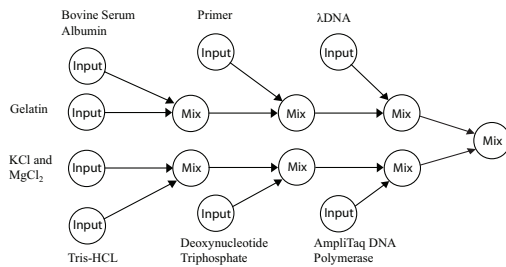 Bovine Serum
Albumin
Primer
λDNA
Input
Input
Input
Gelatin
Input
Mix
Mix
Mix
Mix
KCl and
MgCl₂
Input
Mix
Mix
Mix
Input
Input
Input
Tris-HCL
Deoxynucleotide
Triphosphate
AmpliTaq DNA
Polymerase